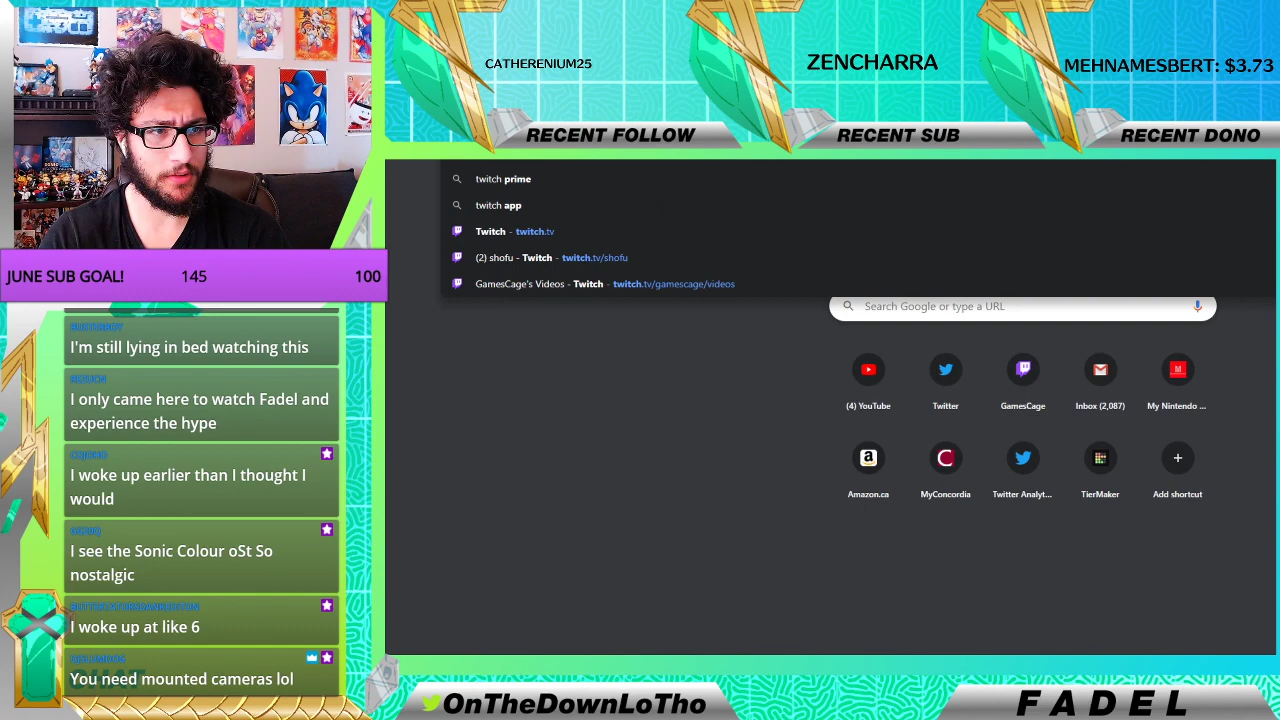 CATHERENIUM25
ZENCHARRA
MEHNAMESBERT: $3.73
RECENT FOLLOW
RECENT SUB
RECENT DONO
twitch prime
twitch app
Twitch - twitch.tv
(2) shofu - Twitch - twitch.tv/shofu
GamesCage's Videos - Twitch - twitch.tv/gamescage/videos
Search Google or type a URL
(4) YouTube
Twitter
GamesCage
Inbox (2,087)
My Nintendo ...
Amazon.ca
MyConcordia
Twitter Analyt...
TierMaker
Add shortcut
JUNE SUB GOAL! 145 100
I'm still lying in bed watching this
I only came here to watch Fadel and
experience the hype
I woke up earlier than I thought I
would
I see the Sonic Colour oSt So
nostalgic
I woke up at like 6
You need mounted cameras lol
CHAT
OnTheDownLoTho
FADEL